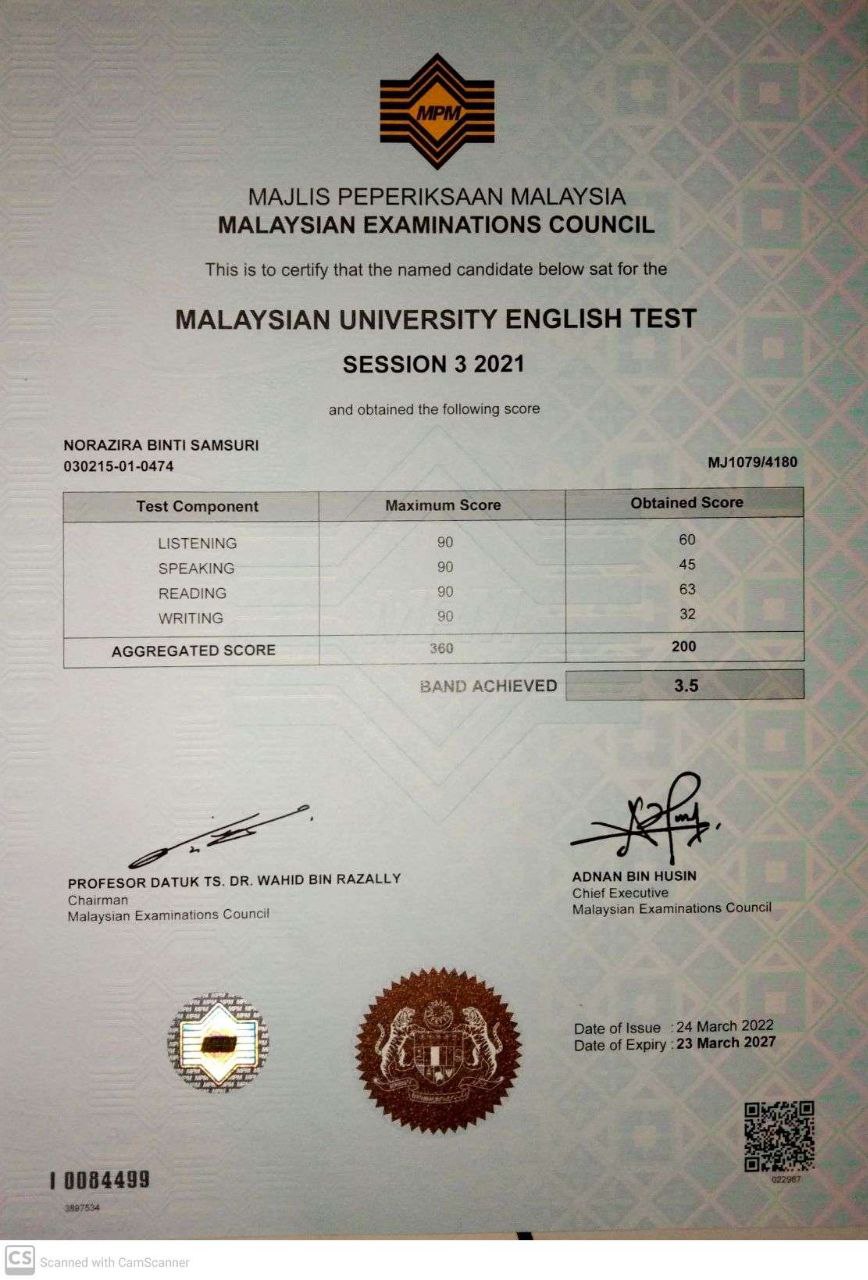 MPM
MAJLIS PEPERIKSAAN MALAYSIA
MALAYSIAN EXAMINATIONS COUNCIL
This is to certify that the named candidate below sat for the
MALAYSIAN UNIVERSITY ENGLISH TEST
SESSION 3 2021
and obtained the following score
NORAZIRA BINTI SAMSURI
030215-01-0474
MJ1079/4180
Test Component Maximum Score Obtained Score
LISTENING 90 60
SPEAKING 90 45
READING 90 63
WRITING 90 32
AGGREGATED SCORE 360 200
BAND ACHIEVED 3.5
PROFESOR DATUK TS. DR. WAHID BIN RAZALLY
Chairman
Malaysian Examinations Council
ADNAN BIN HUSIN
Chief Executive
Malaysian Examinations Council
Date of Issue : 24 March 2022
Date of Expiry : 23 March 2027
I 0084499
3897534
022967
CS Scanned with CamScanner